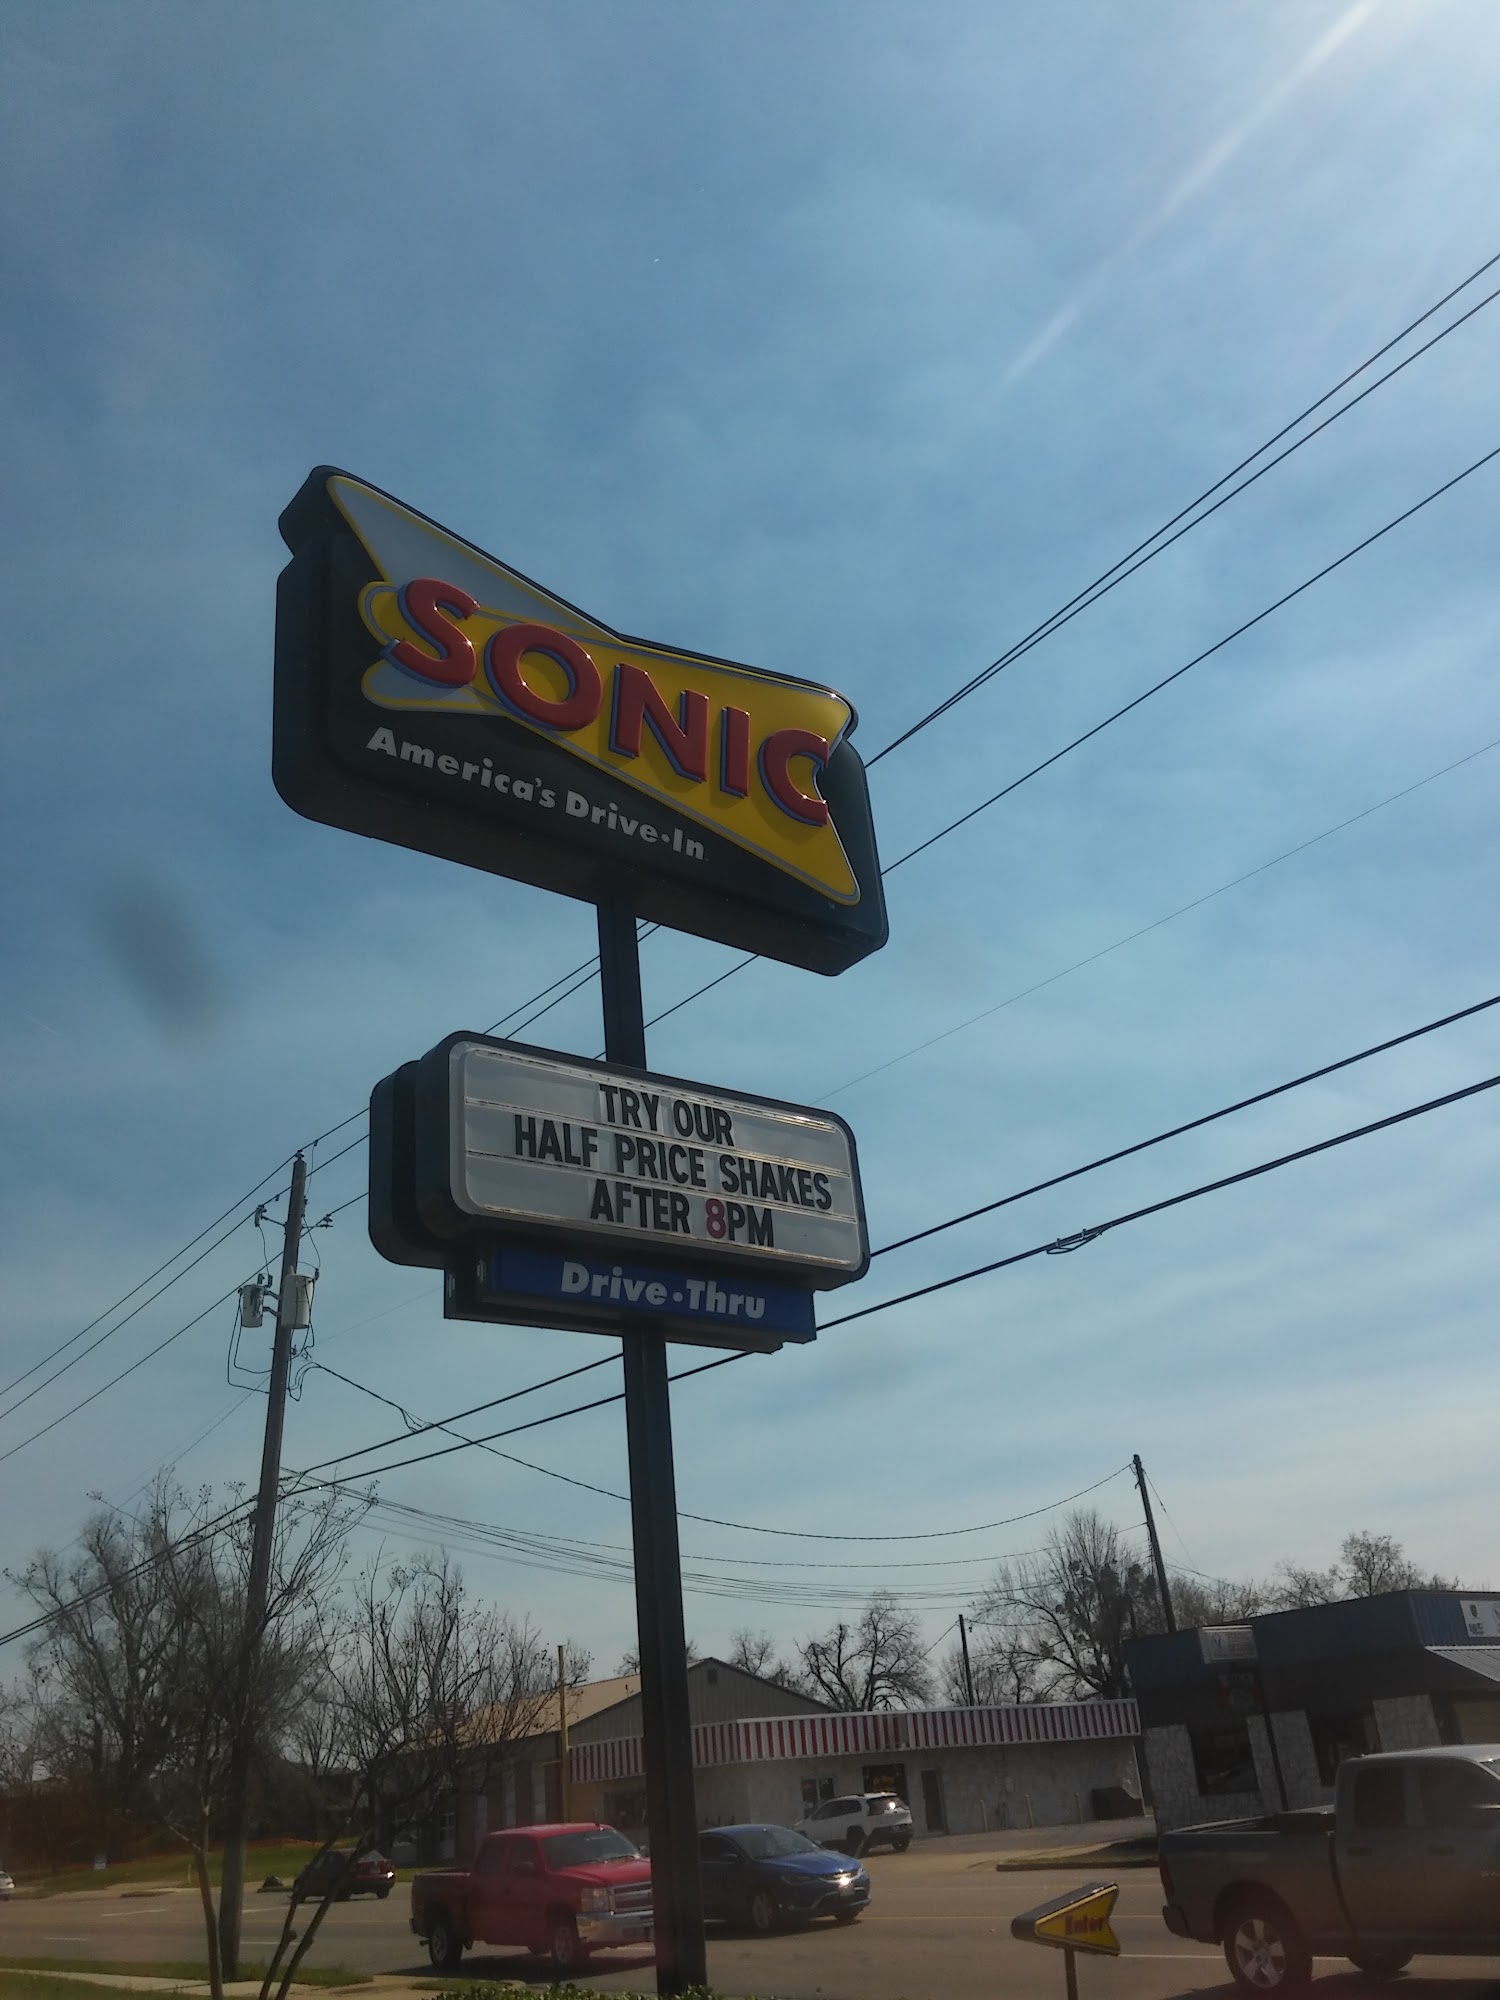 SONIC
America's Drive-In
TRY OUR
HALF PRICE SHAKES
AFTER 8PM
Drive-Thru
Enter